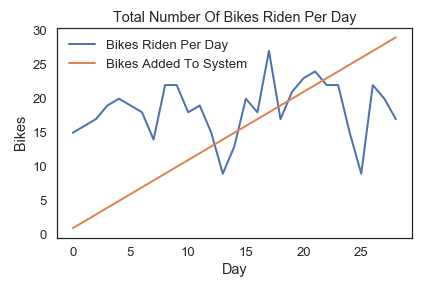 Total Number Of Bikes Riden Per Day
30
Bikes Riden Per Day
Bikes Added To System
25
20
15
10
5
0
Bikes
0 5 10 15 20 25
Day